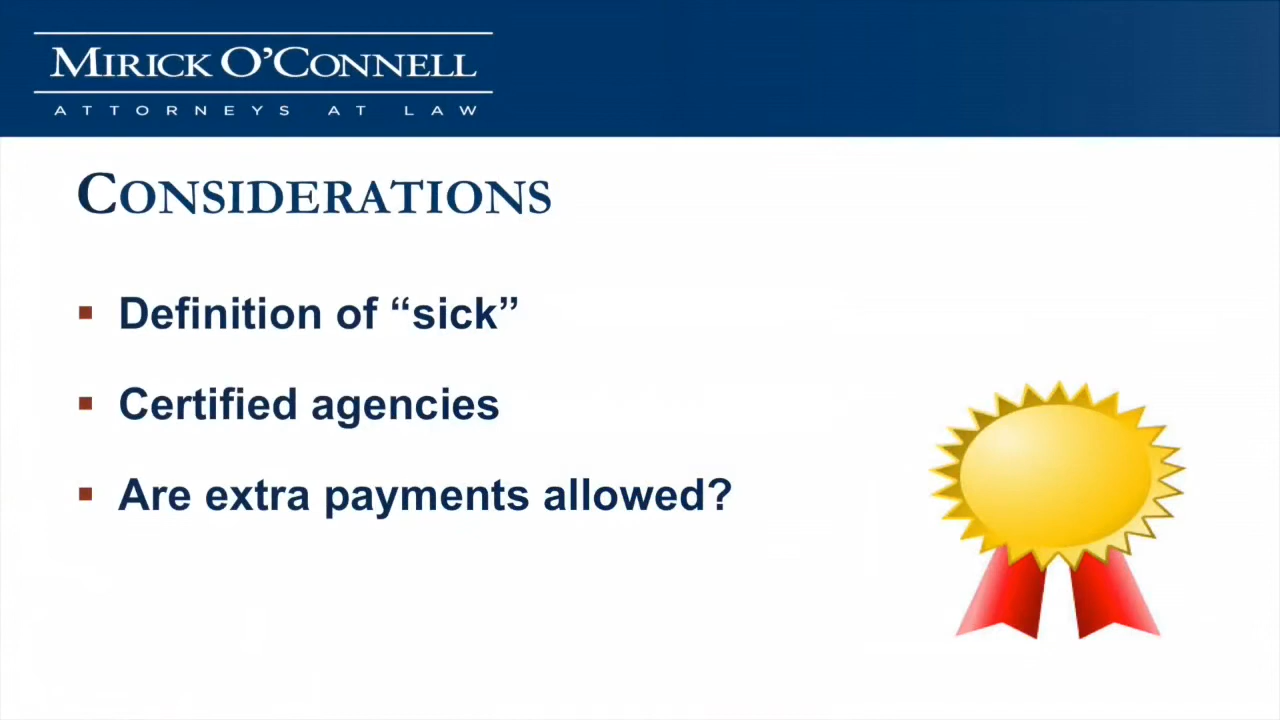 MIRICK O’CONNELL
ATTORNEYS AT LAW
CONSIDERATIONS
▪ Definition of “sick”
▪ Certified agencies
▪ Are extra payments allowed?